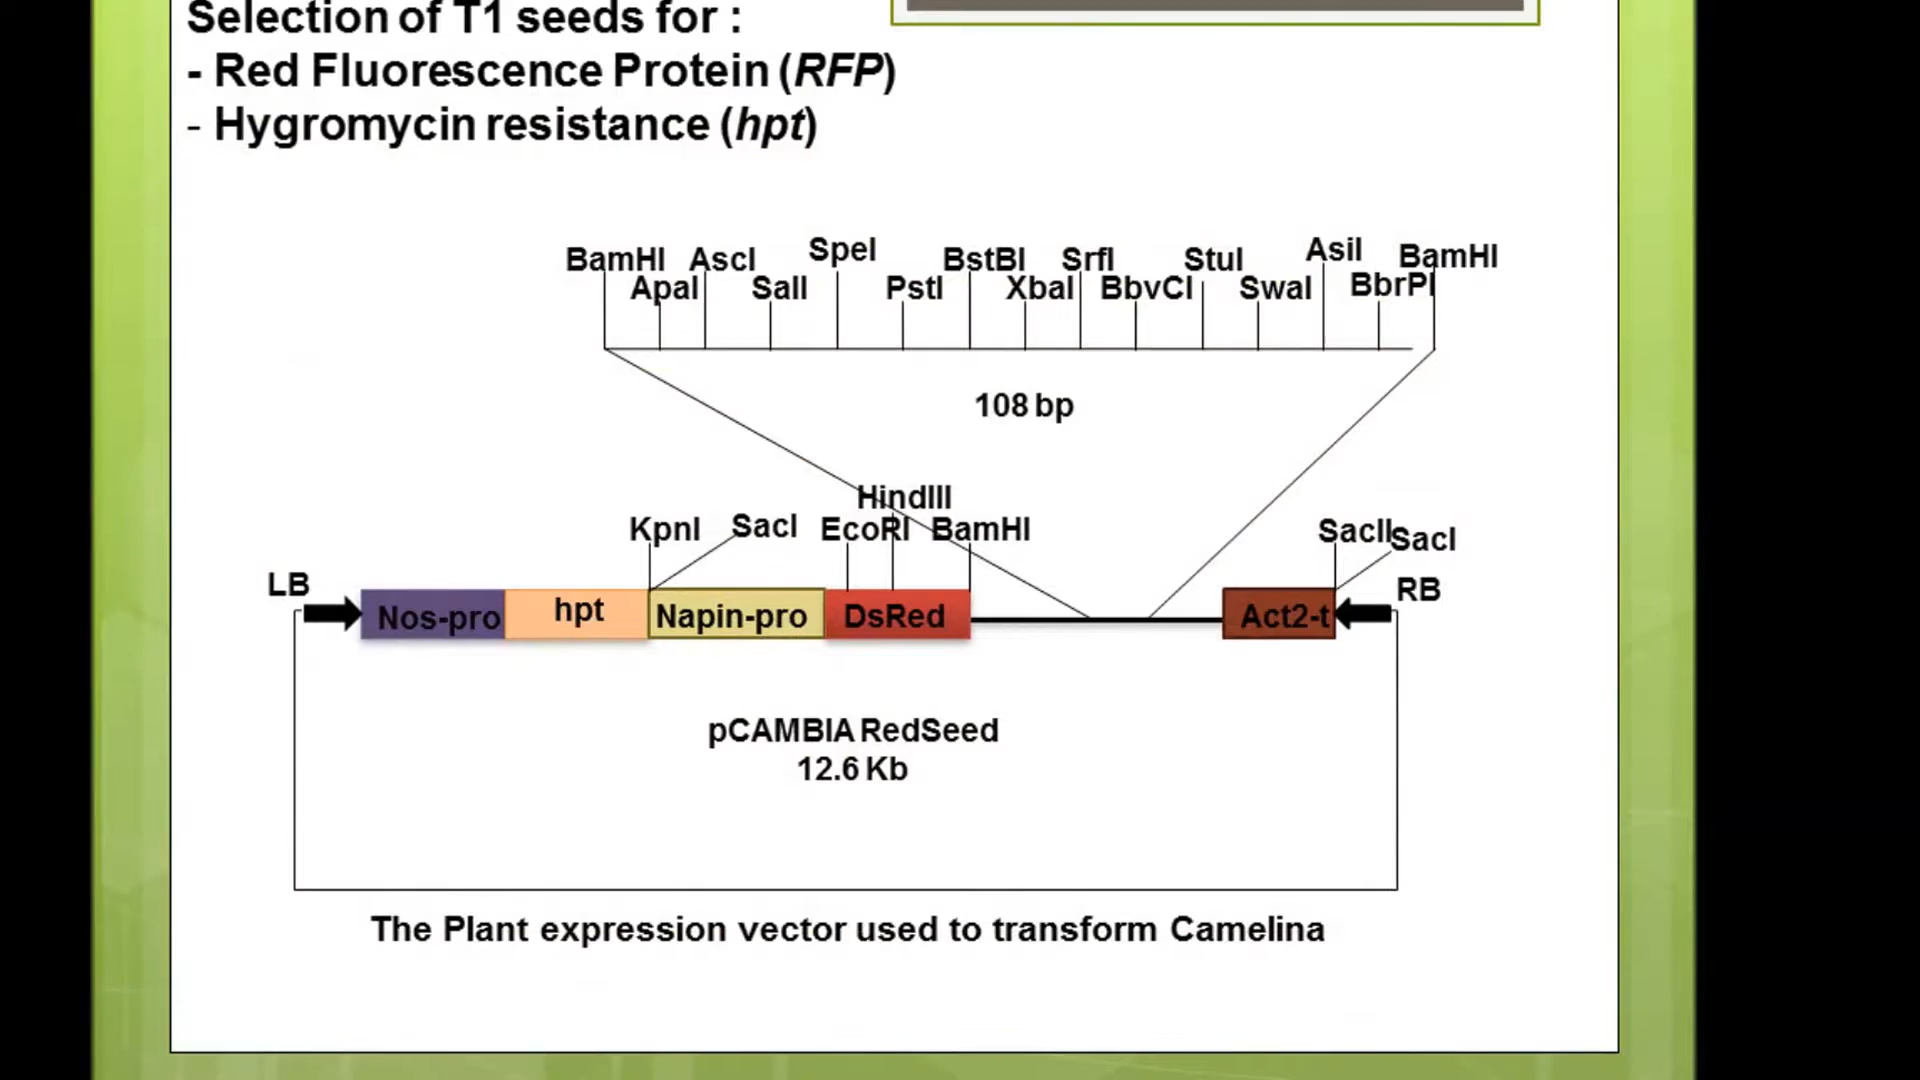 Selection of T1 seeds for :
- Red Fluorescence Protein (RFP)
- Hygromycin resistance (hpt)
BamHI AscI SpeI BstBI SrfI StuI AsiI BamHI
ApaI SalI PstI XbaI BbvCI SwaI BbrPI
108 bp
HindIII
KpnI SacI EcoRI BamHI SacII SacI
LB RB
Nos-pro hpt Napin-pro DsRed Act2-t
pCAMBIA RedSeed
12.6 Kb
The Plant expression vector used to transform Camelina